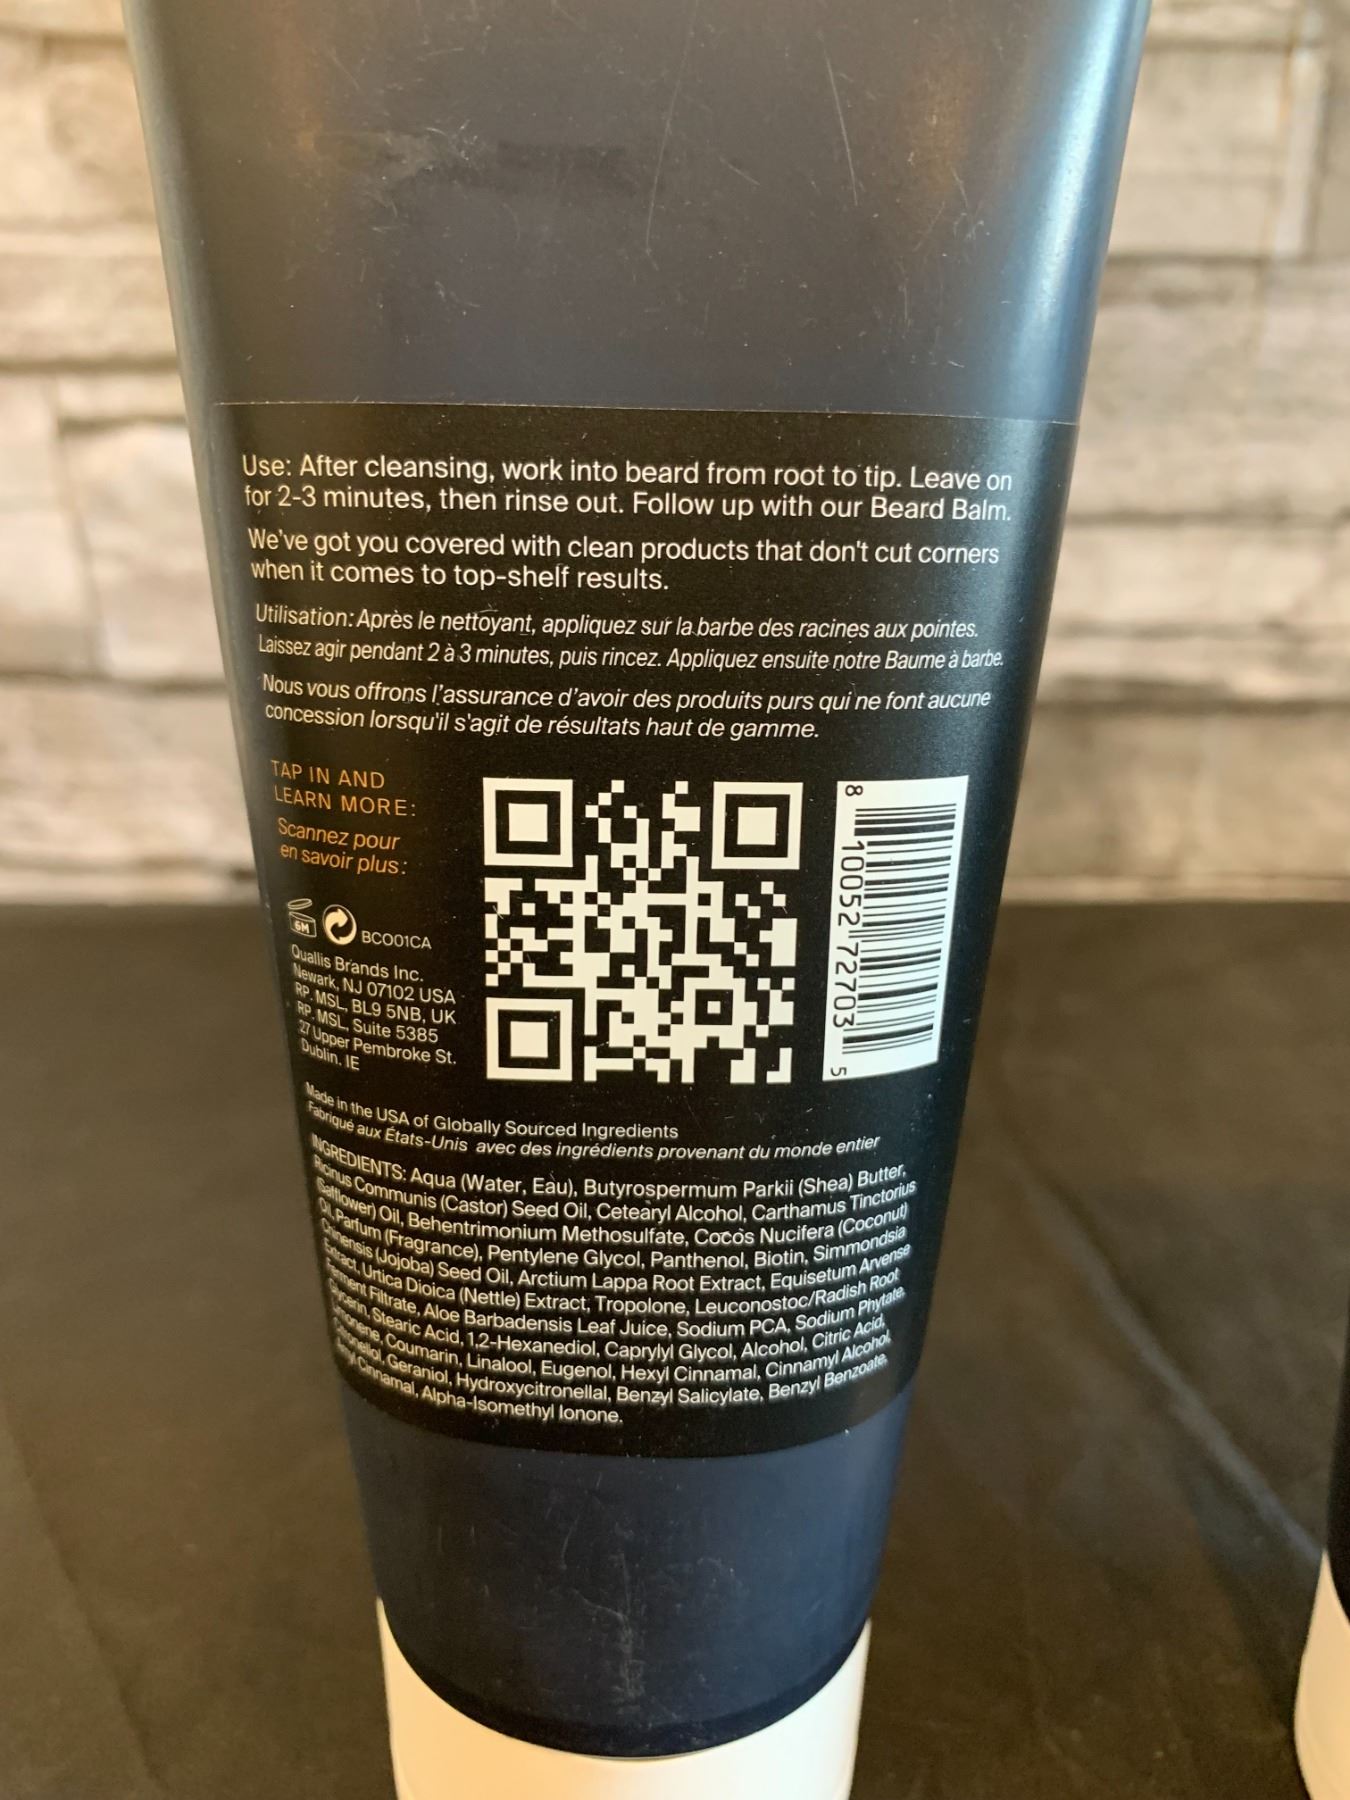 Use: After cleansing, work into beard from root to tip. Leave on
for 2-3 minutes, then rinse out. Follow up with our Beard Balm.
We've got you covered with clean products that don't cut corners
when it comes to top-shelf results.
Utilisation: Après le nettoyant, appliquez sur la barbe des racines aux pointes.
Laissez agir pendant 2 à 3 minutes, puis rincez. Appliquez ensuite notre Baume à barbe.
Nous vous offrons l'assurance d'avoir des produits purs qui ne font aucune
concession lorsqu'il s'agit de résultats haut de gamme.
TAP IN AND
LEARN MORE:
Scannez pour
en savoir plus:
6M
BCO01CA
Quallis Brands Inc.
Newark, NJ 07102 USA
RP. MSL, BL9 5NB, UK
RP. MSL, Suite 5385
27 Upper Pembroke St.
Dublin. IE
8 10052 72703 5
Made in the USA of Globally Sourced Ingredients
Fabriqué aux États-Unis avec des ingrédients provenant du monde entier
INGREDIENTS: Aqua (Water, Eau), Butyrospermum Parkii (Shea) Butter,
Ricinus Communis (Castor) Seed Oil, Cetearyl Alcohol, Carthamus Tinctorius
(Safflower) Oil, Behentrimonium Methosulfate, Cocos Nucifera (Coconut)
Oil, Parfum (Fragrance), Pentylene Glycol, Panthenol, Biotin, Simmondsia
Chinensis (Jojoba) Seed Oil, Arctium Lappa Root Extract, Equisetum Arvense
Extract, Urtica Dioica (Nettle) Extract, Tropolone, Leuconostoc/Radish Root
Ferment Filtrate, Aloe Barbadensis Leaf Juice, Sodium PCA, Sodium Phytate,
Glycerin, Stearic Acid, 1,2-Hexanediol, Caprylyl Glycol, Alcohol, Citric Acid,
Limonene, Coumarin, Linalool, Eugenol, Hexyl Cinnamal, Cinnamyl Alcohol,
Citronellol, Geraniol, Hydroxycitronellal, Benzyl Salicylate, Benzyl Benzoate,
Cinnamal, Alpha-Isomethyl Ionone.